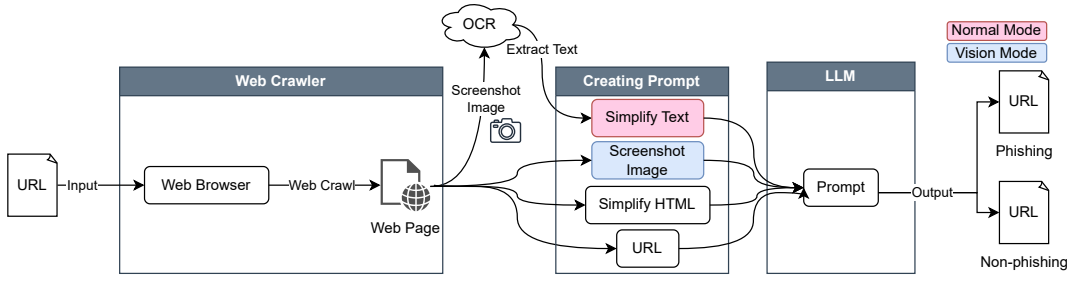 OCR
Normal Mode
Vision Mode
Extract Text
Web Crawler
Creating Prompt
LLM
Screenshot
Image
Simplify Text
URL
Phishing
Screenshot
Image
URL
Input
Web Browser
Web Crawl
Web Page
Simplify HTML
Prompt
Output
URL
URL
Non-phishing